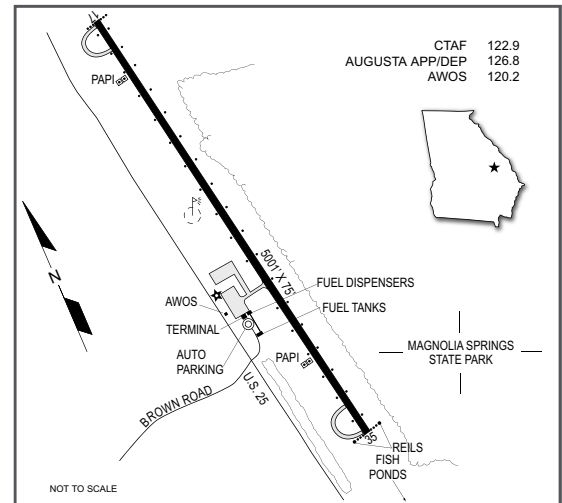 17
CTAF 122.9
AUGUSTA APP/DEP 126.8
AWOS 120.2
PAPI
N
5001' X 75'
FUEL DISPENSERS
AWOS
FUEL TANKS
TERMINAL
AUTO
PARKING
PAPI
MAGNOLIA SPRINGS
STATE PARK
BROWN ROAD
U.S. 25
35
REILS
FISH
PONDS
NOT TO SCALE